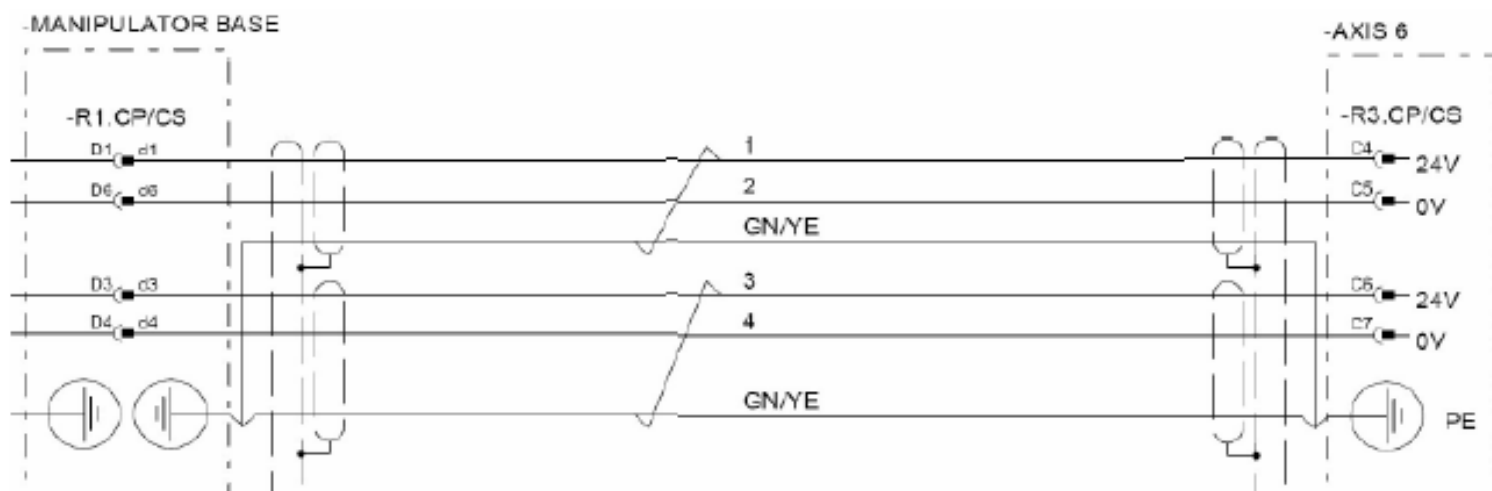 -MANIPULATOR BASE
-AXIS 6
-R1.CP/CS
-R3.CP/CS
D1 d1 1 C4 24V
D6 d6 2 C5 0V
GN/YE
D3 d3 3 C6 24V
D4 d4 4 C7 0V
GN/YE
PE